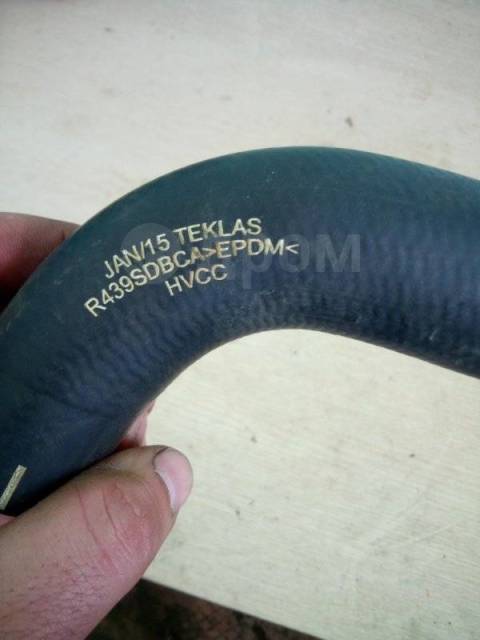 JAN/15 TEKLAS
R439SDBCA>EPDM<
HVCC